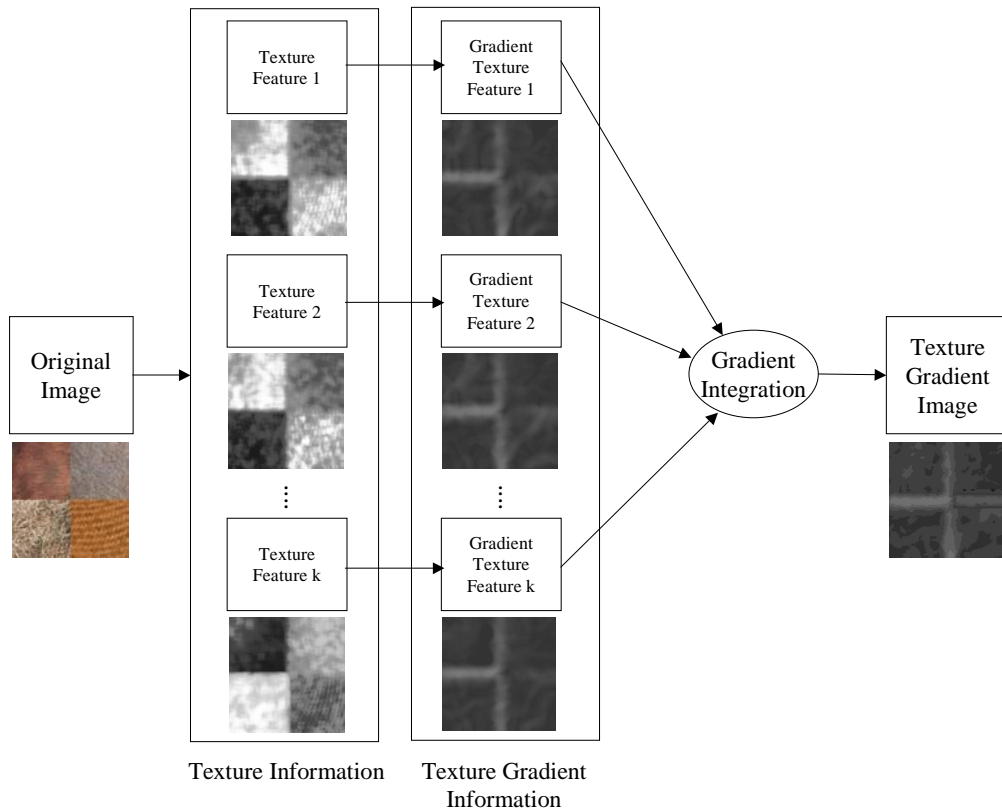 Original
Image
Texture
Feature 1
Texture
Feature 2
....
Texture
Feature k
Texture Information
Gradient
Texture
Feature 1
Gradient
Texture
Feature 2
....
Gradient
Texture
Feature k
Texture Gradient
Information
Gradient
Integration
Texture
Gradient
Image